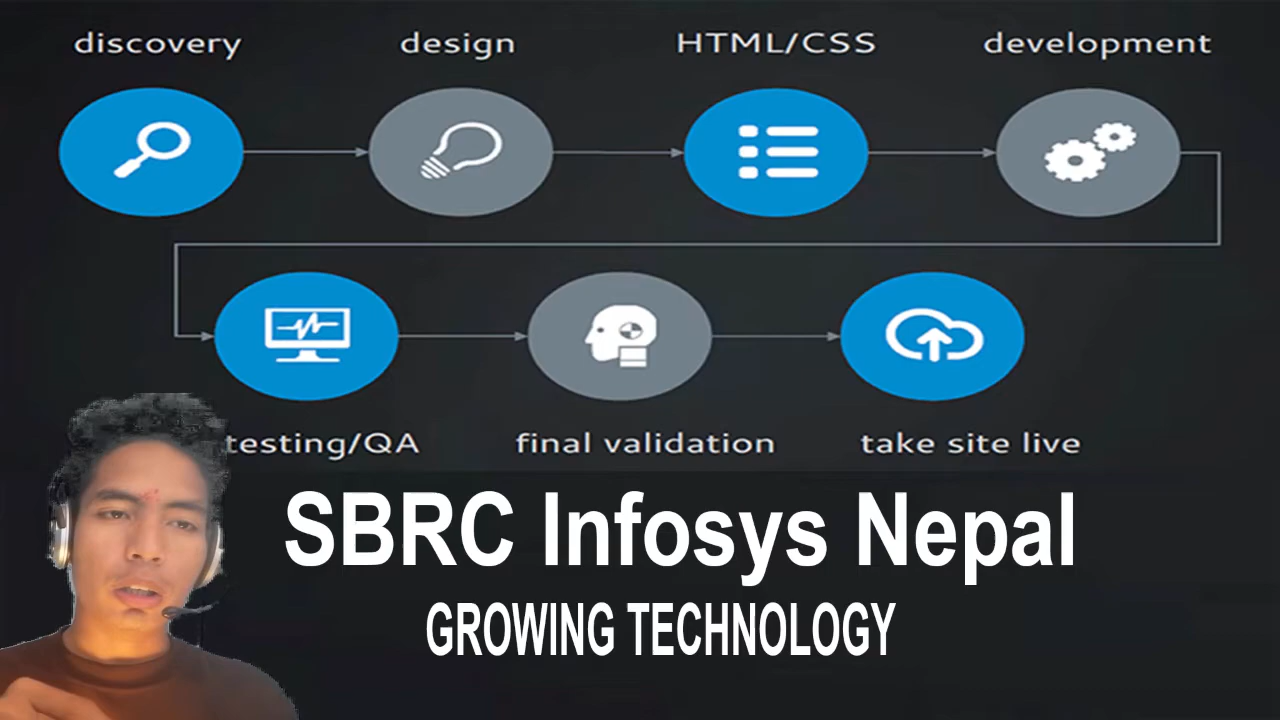 discovery design HTML/CSS development
testing/QA final validation take site live
SBRC Infosys Nepal
GROWING TECHNOLOGY